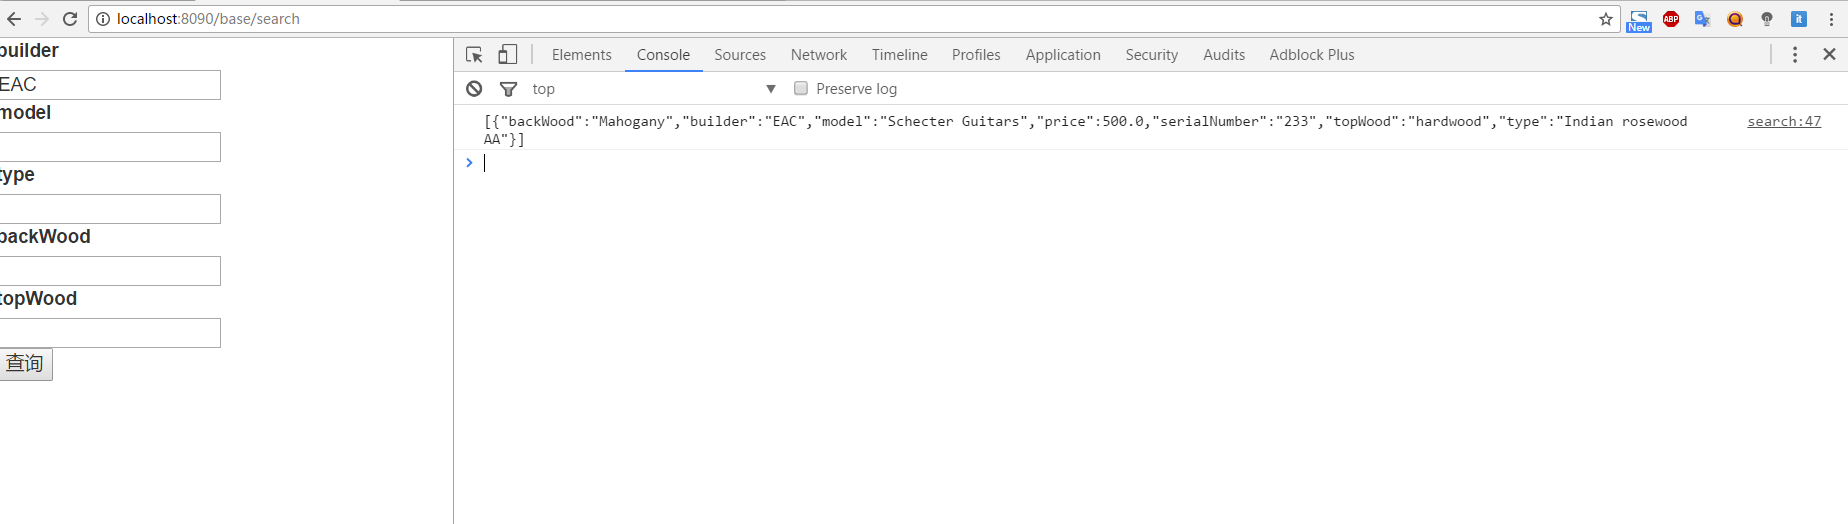 localhost:8090/base/search
New
ABP
it
builder
EAC
model
type
backWood
topWood
查询
Elements Console Sources Network Timeline Profiles Application Security Audits Adblock Plus
top Preserve log
[{"backWood":"Mahogany","builder":"EAC","model":"Schecter Guitars","price":500.0,"serialNumber":"233","topWood":"hardwood","type":"Indian rosewood search:47
AA"}]